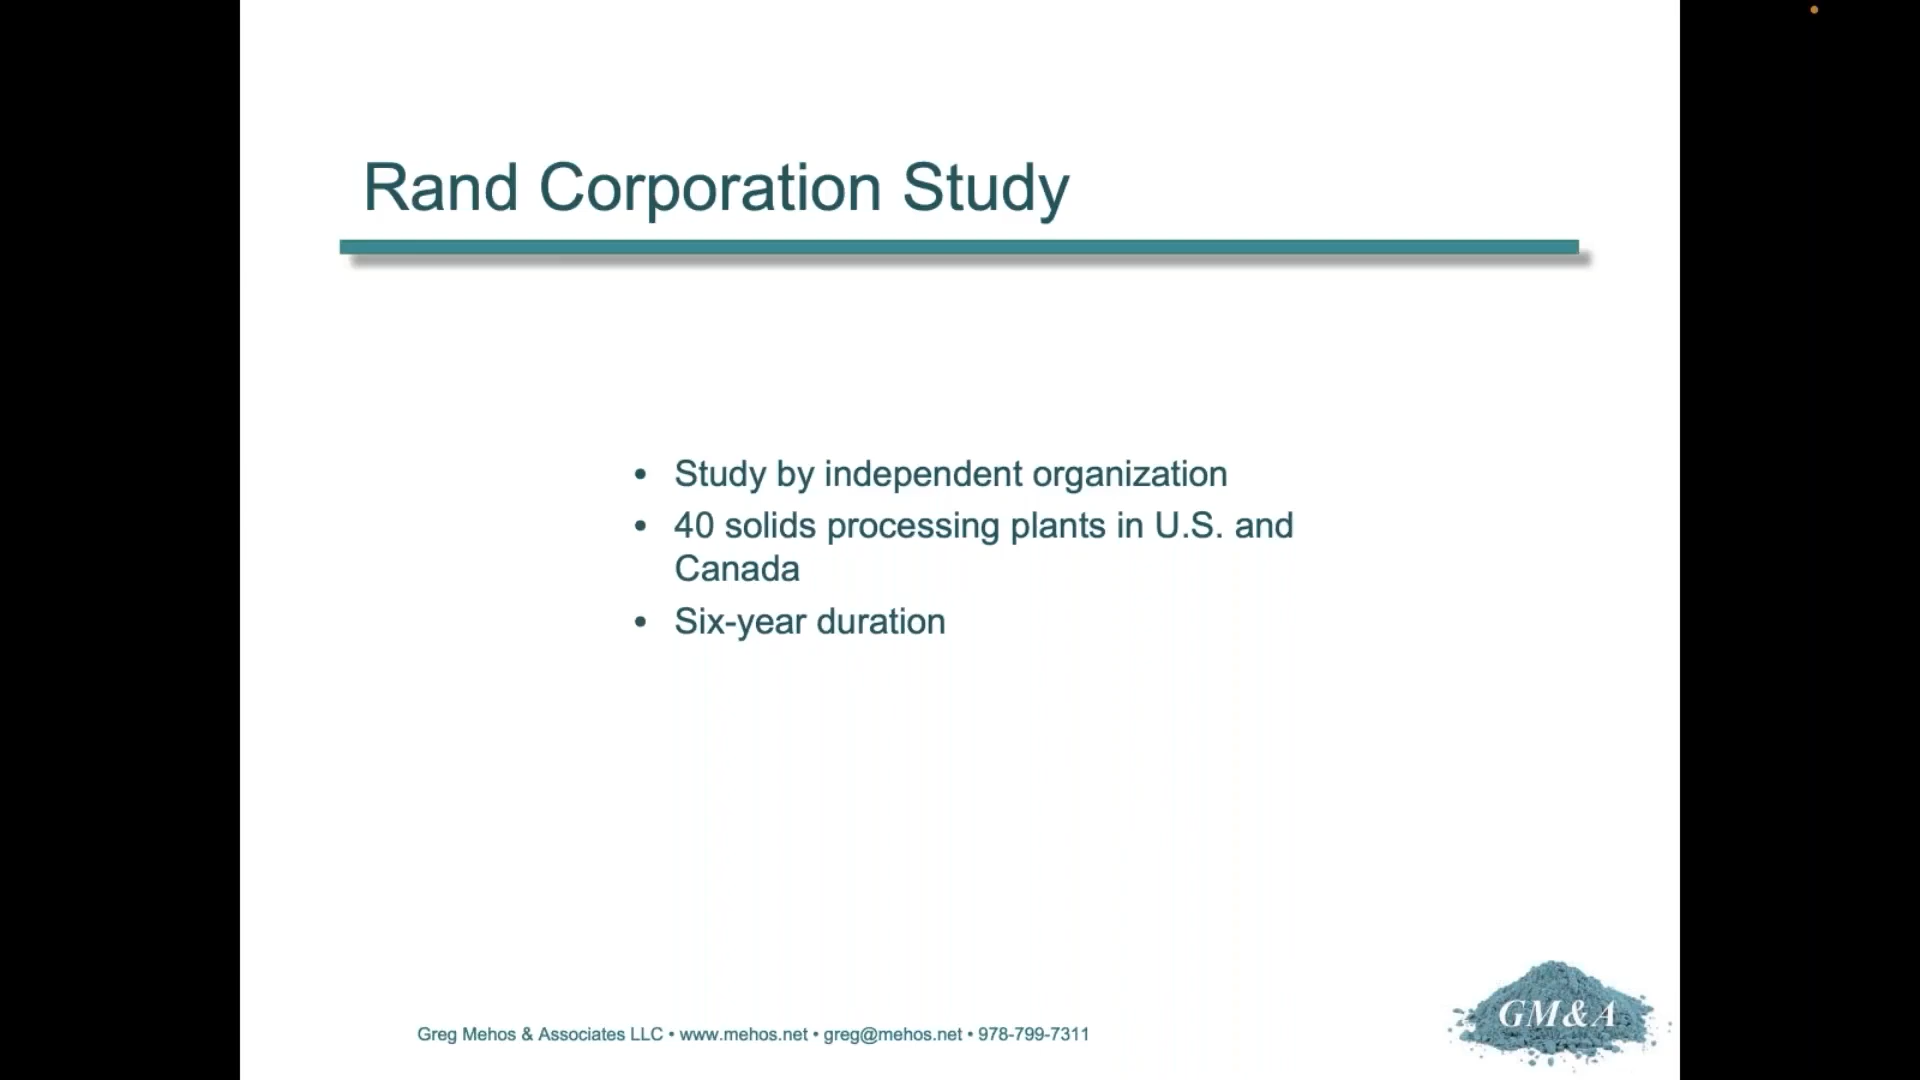 Rand Corporation Study
• Study by independent organization
• 40 solids processing plants in U.S. and
Canada
• Six-year duration
Greg Mehos & Associates LLC • www.mehos.net • greg@mehos.net • 978-799-7311
GM&A